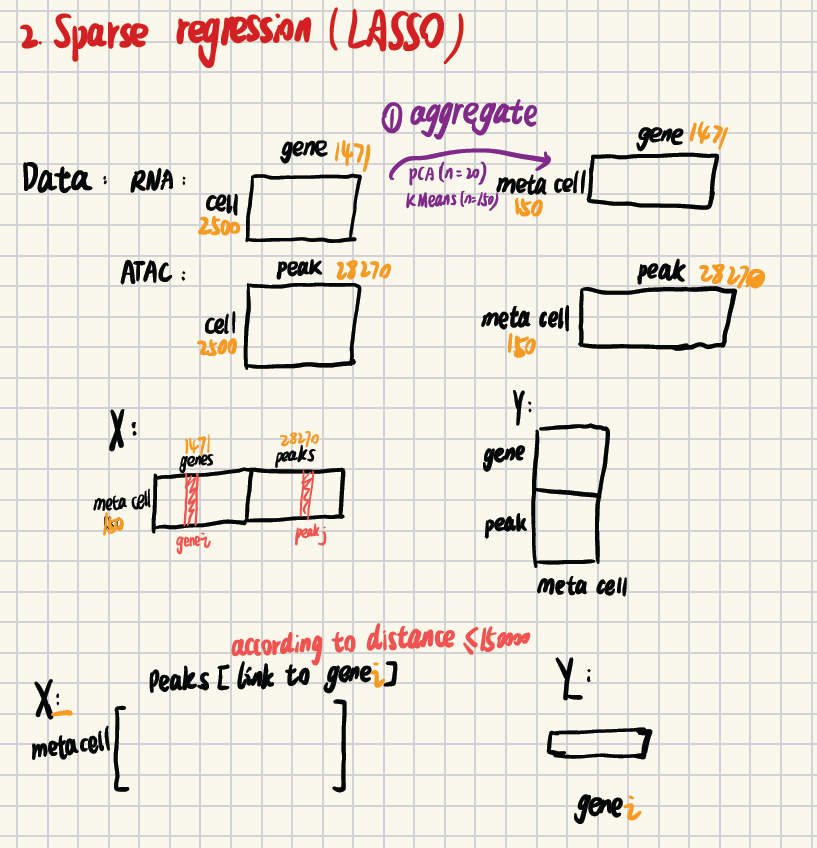 2. Sparse regression (LASSO)
① aggregate
gene 1471
gene 1471
Data: RNA:
PCA (n=20)
cell
meta cell
2500
KMeans (n=150)
150
ATAC:
peak 28270
peak 28270
cell
meta cell
2500
150
X:
Y:
1471
28270
genes
peaks
gene
meta cell
150
peak
gene i
peak j
meta cell
according to distance ≤150000
Peaks [link to gene i]
X:
Y:
metacell
gene i